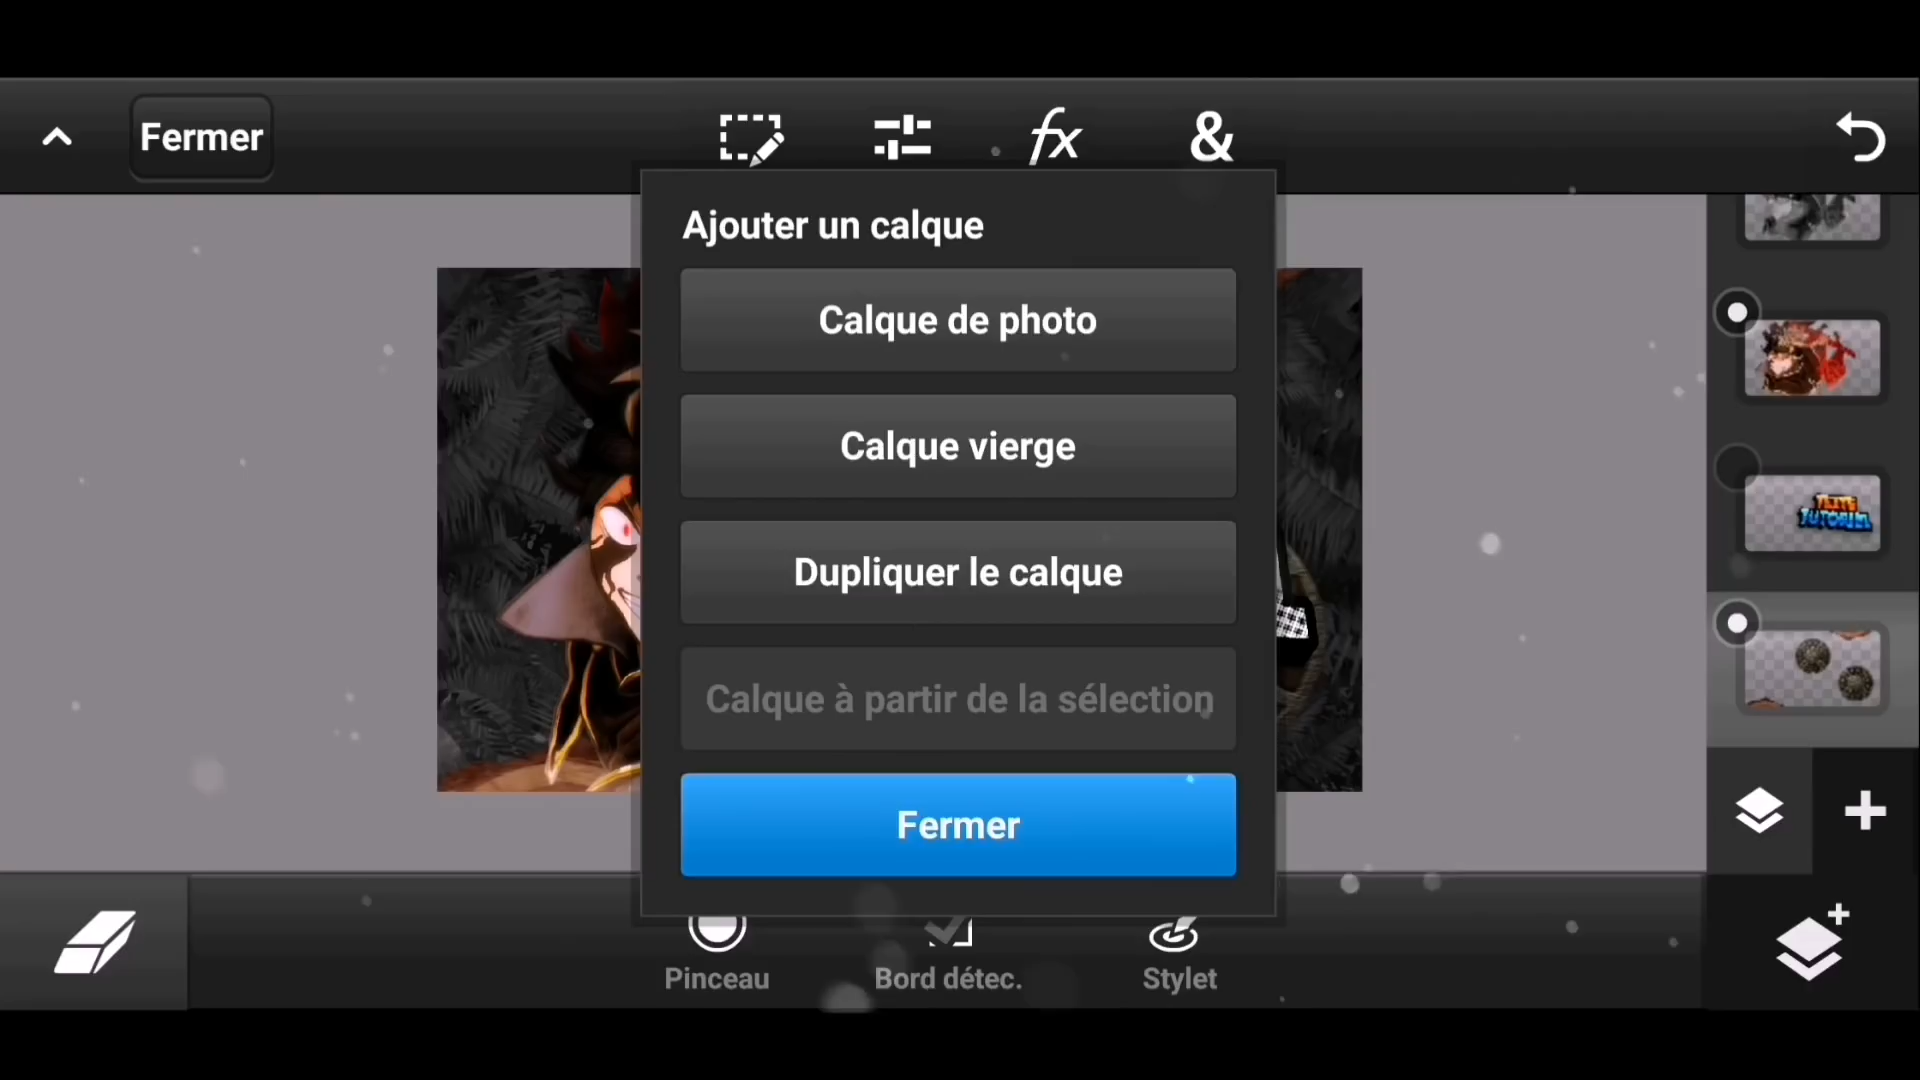 Fermer
fx
&
Ajouter un calque
Calque de photo
Calque vierge
Dupliquer le calque
Calque à partir de la sélection
Fermer
Pinceau
Bord détec.
Stylet